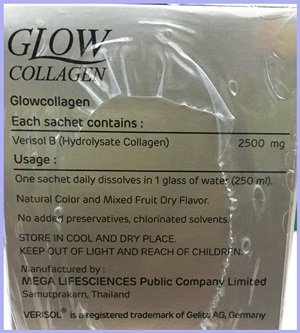 GLOW
COLLAGEN
Glowcollagen
Each sachet contains :
Verisol B (Hydrolysate Collagen) 2500 mg
Usage :
One sachet daily dissolves in 1 glass of water (250 ml).
Natural Color and Mixed Fruit Dry Flavor.
No added preservatives, chlorinated solvents.
STORE IN COOL AND DRY PLACE.
KEEP OUT OF LIGHT AND REACH OF CHILDREN.
Manufactured by :
MEGA LIFESCIENCES Public Company Limited
Samutprakarn, Thailand
VERISOL® is a registered trademark of Gelita AG, Germany